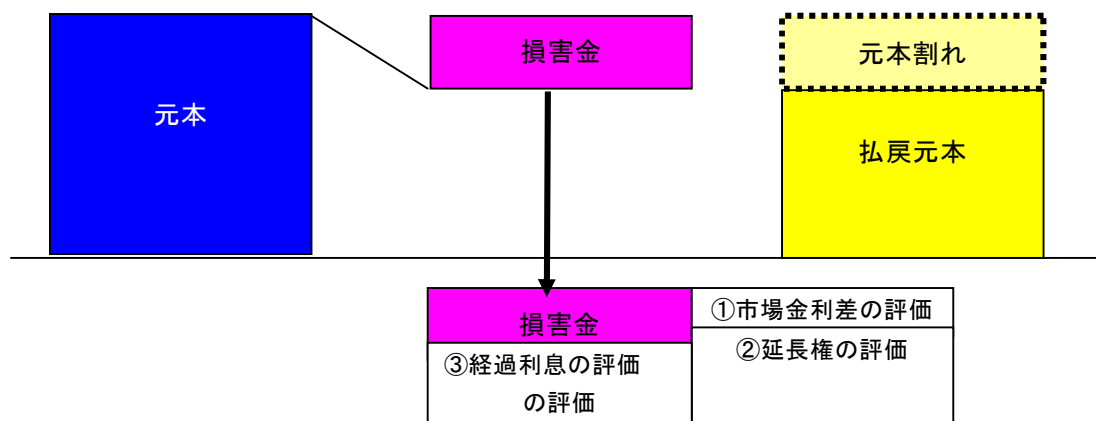 元本
損害金
元本割れ
払戻元本
損害金
①市場金利差の評価
②延長権の評価
③経過利息の評価
の評価